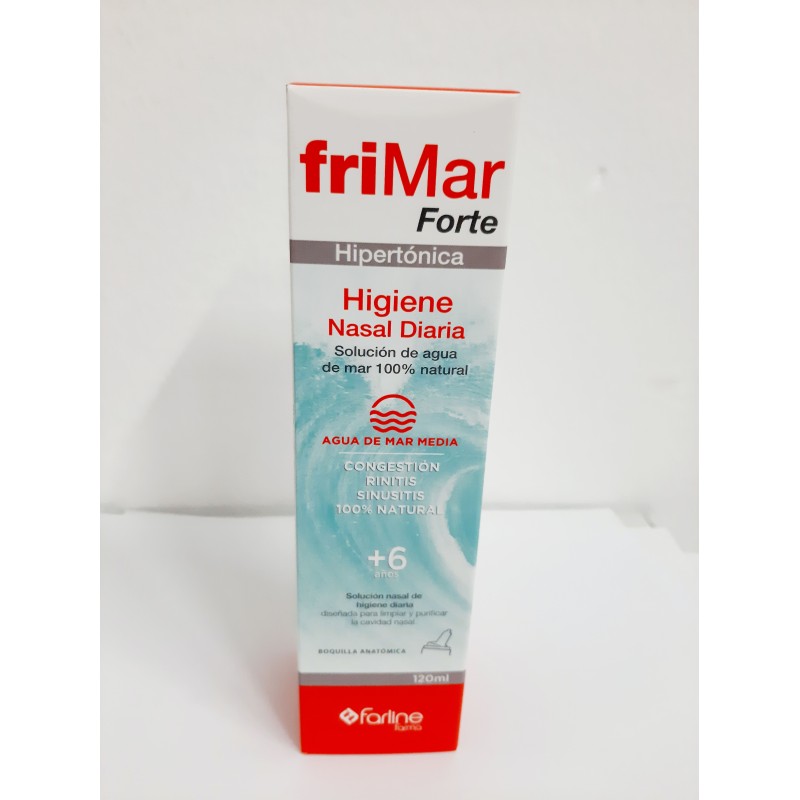 friMar
Forte
Hipertónica
Higiene
Nasal Diaria
Solución de agua
de mar 100% natural
AGUA DE MAR MEDIA
CONGESTIÓN
RINITIS
SINUSITIS
100% NATURAL
+6
años
Solución nasal de
higiene diaria
diseñada para limpiar y purificar
la cavidad nasal.
BOQUILLA ANATÓMICA
120ml
farline
farma